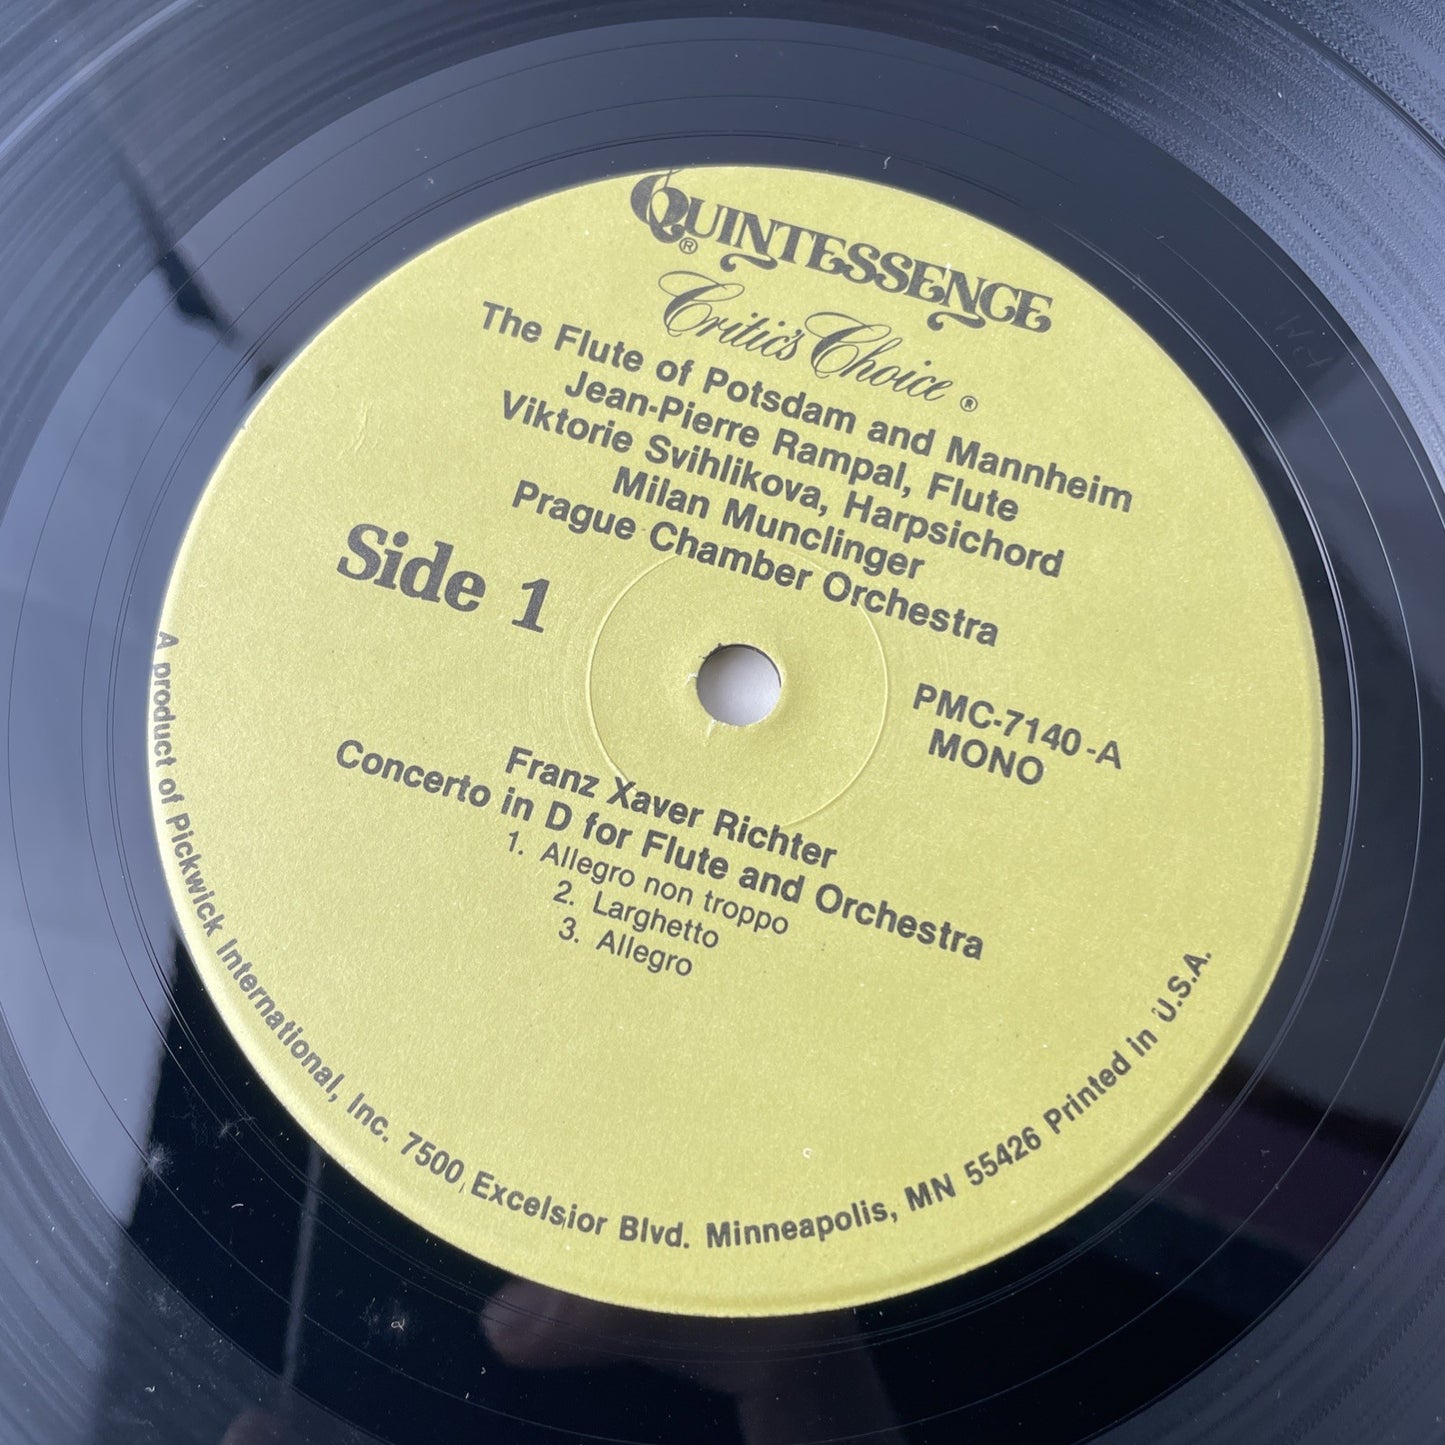 QUINTESSENCE ®
Critic's Choice ®
The Flute of Potsdam and Mannheim
Jean-Pierre Rampal, Flute
Viktorie Svihlikova, Harpsichord
Milan Munclinger
Prague Chamber Orchestra
Side 1
PMC-7140-A
MONO
Franz Xaver Richter
Concerto in D for Flute and Orchestra
1. Allegro non troppo
2. Larghetto
3. Allegro
A product of Pickwick International, Inc. 7500 Excelsior Blvd. Minneapolis, MN 55426 Printed in U.S.A.